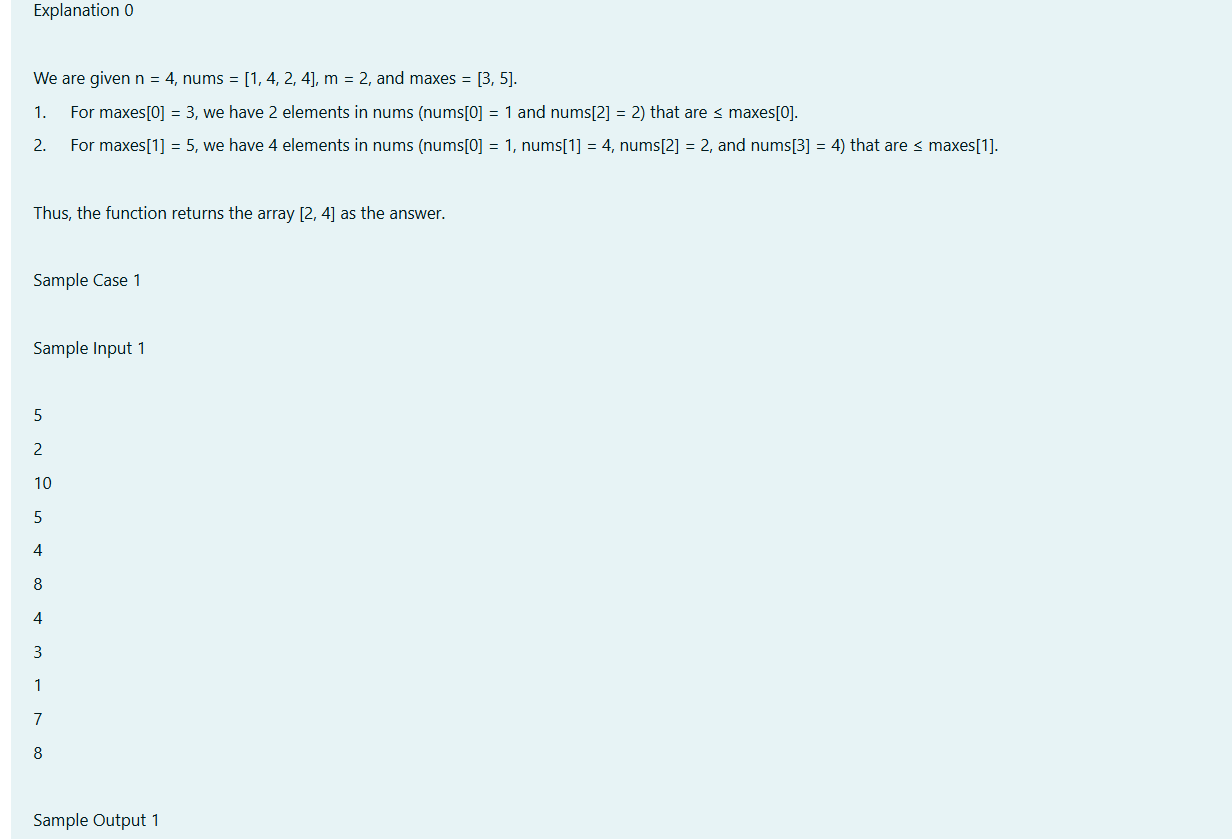 Explanation 0
We are given n = 4, nums = [1, 4, 2, 4], m = 2, and maxes = [3, 5].
1. For maxes[0] = 3, we have 2 elements in nums (nums[0] = 1 and nums[2] = 2) that are ≤ maxes[0].
2. For maxes[1] = 5, we have 4 elements in nums (nums[0] = 1, nums[1] = 4, nums[2] = 2, and nums[3] = 4) that are ≤ maxes[1].
Thus, the function returns the array [2, 4] as the answer.
Sample Case 1
Sample Input 1
5
2
10
5
4
8
4
3
1
7
8
Sample Output 1